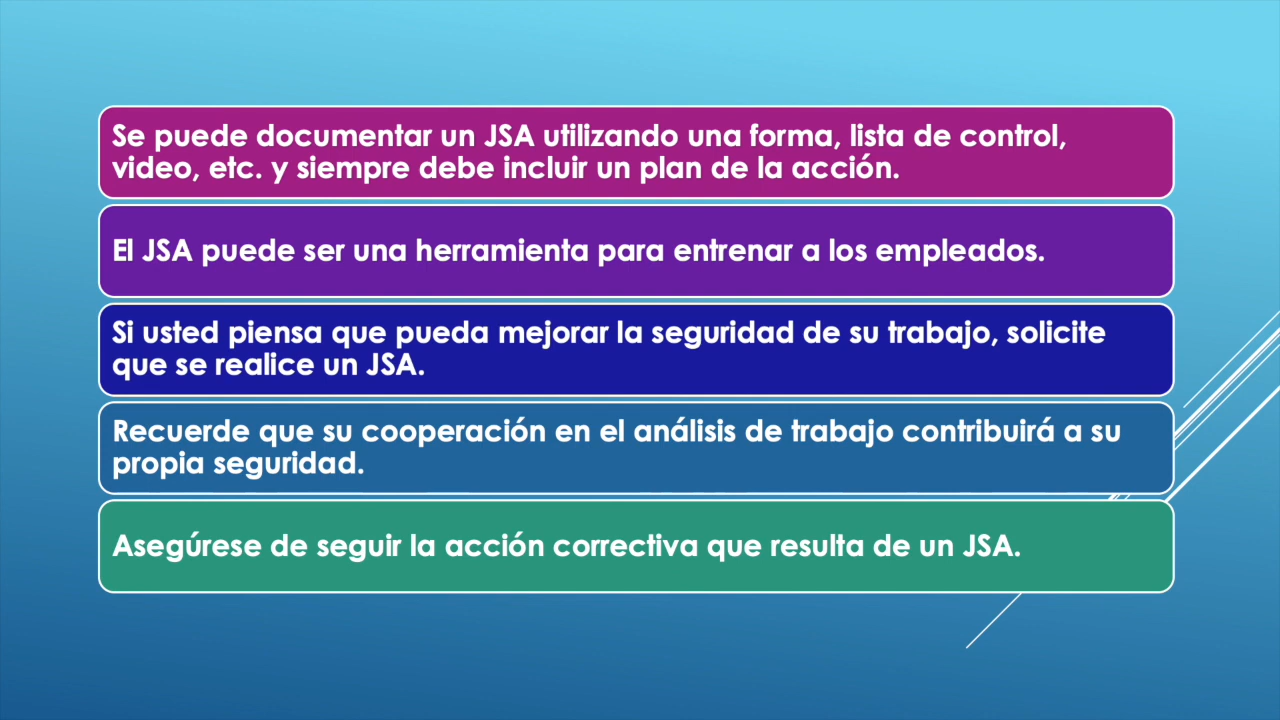 Se puede documentar un JSA utilizando una forma, lista de control,
video, etc. y siempre debe incluir un plan de la acción.
El JSA puede ser una herramienta para entrenar a los empleados.
Si usted piensa que pueda mejorar la seguridad de su trabajo, solicite
que se realice un JSA.
Recuerde que su cooperación en el análisis de trabajo contribuirá a su
propia seguridad.
Asegúrese de seguir la acción correctiva que resulta de un JSA.